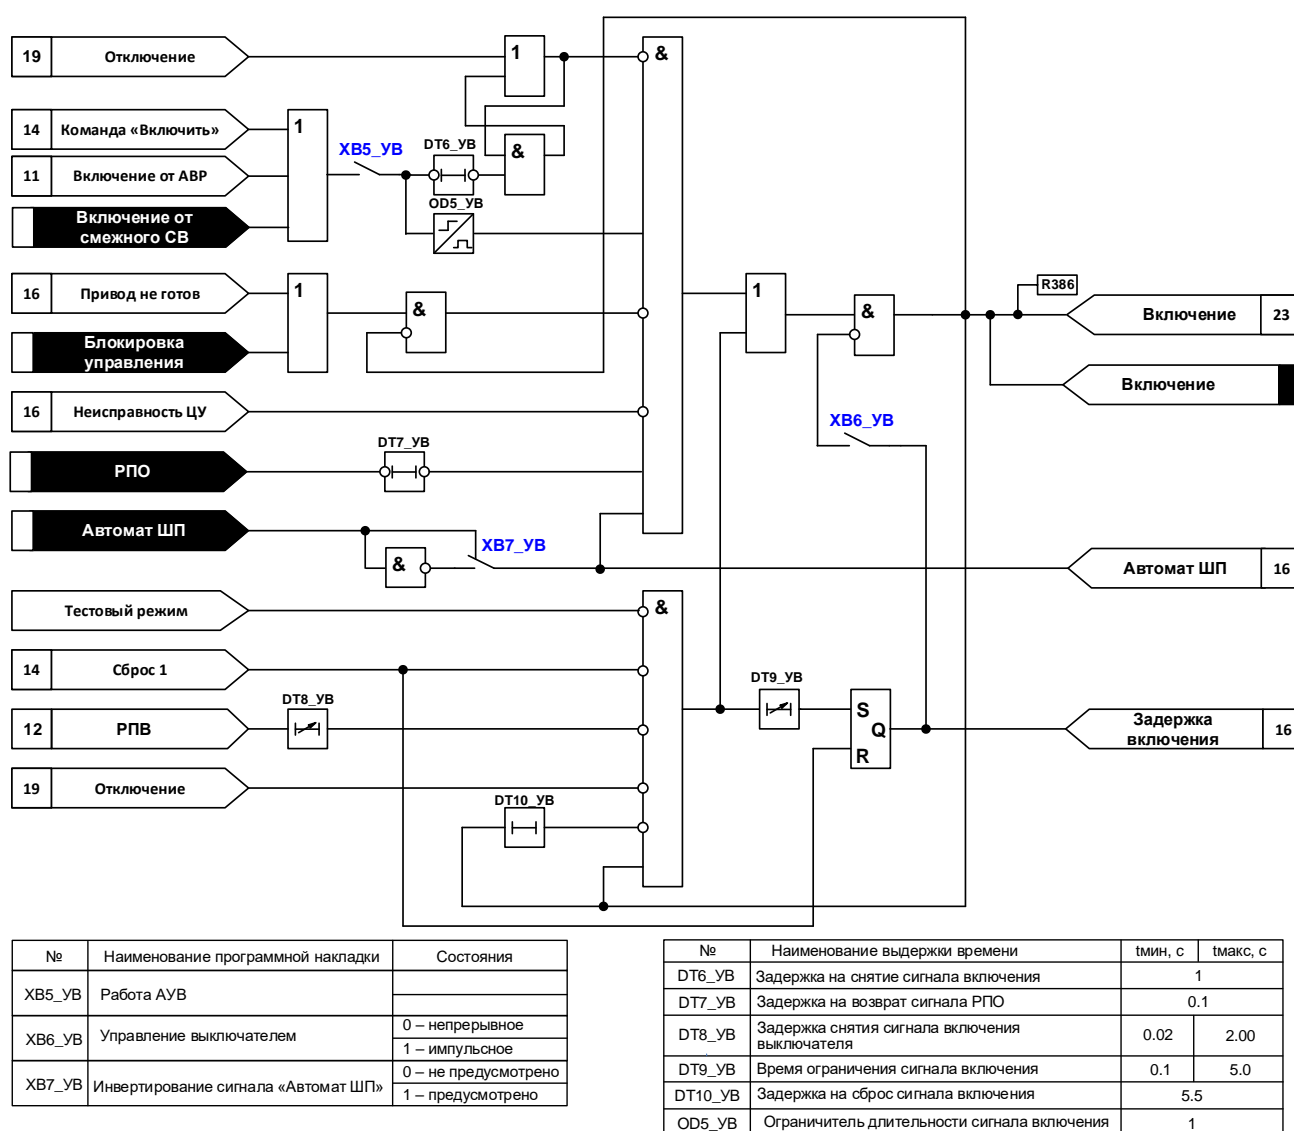 19 Отключение
1
&
14 Команда «Включить»
1
ХВ5_УВ
DT6_УВ
&
11 Включение от АВР
OD5_УВ
Включение от
смежного СВ
16 Привод не готов
1
&
1
&
R386
Включение 23
Блокировка
управления
Включение
16 Неисправность ЦУ
ХВ6_УВ
DT7_УВ
РПО
Автомат ШП
ХВ7_УВ
&
Автомат ШП 16
Тестовый режим
&
14 Сброс 1
DT8_УВ
DT9_УВ
12 РПВ
S
Q
R
Задержка
включения 16
19 Отключение
DT10_УВ
№ Наименование программной накладки Состояния
ХВ5_УВ Работа АУВ
ХВ6_УВ Управление выключателем 0 – непрерывное
1 – импульсное
ХВ7_УВ Инвертирование сигнала «Автомат ШП» 0 – не предусмотрено
1 – предусмотрено
№ Наименование выдержки времени tмин, с tмакс, с
DT6_УВ Задержка на снятие сигнала включения 1
DT7_УВ Задержка на возврат сигнала РПО 0.1
DT8_УВ Задержка снятия сигнала включения
выключателя 0.02 2.00
DT9_УВ Время ограничения сигнала включения 0.1 5.0
DT10_УВ Задержка на сброс сигнала включения 5.5
OD5_УВ Ограничитель длительности сигнала включения 1